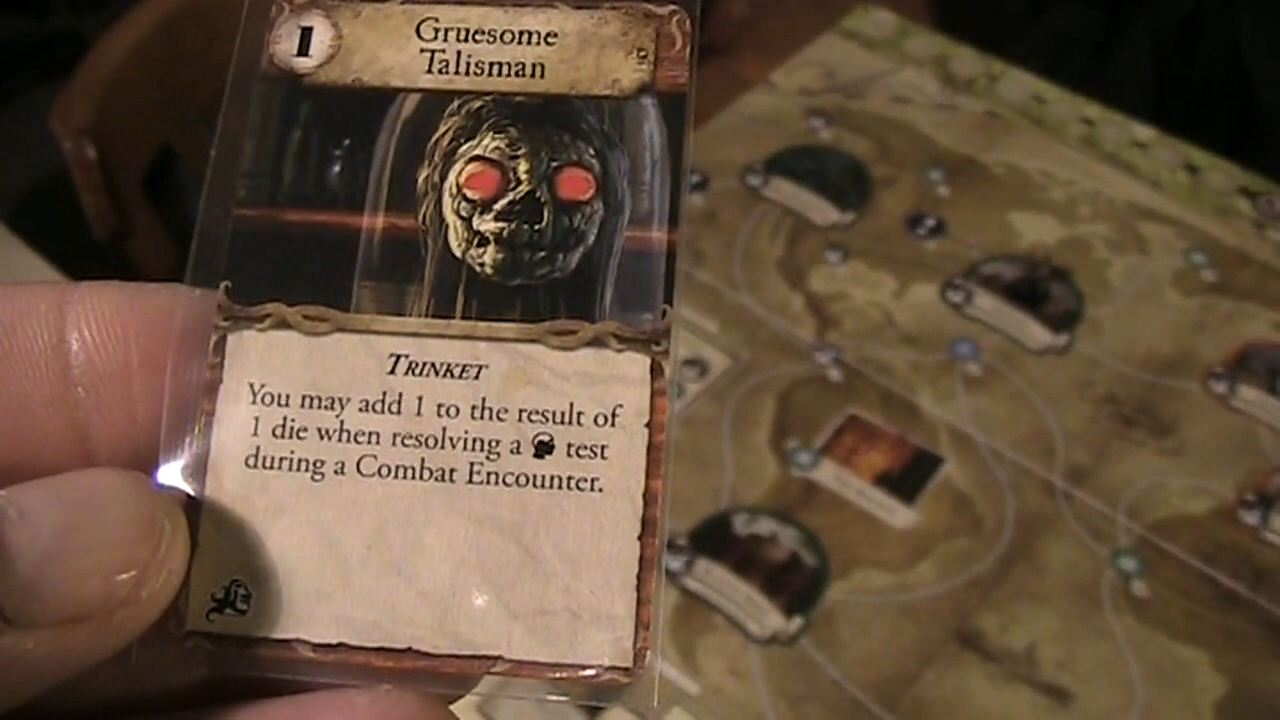 1
Gruesome
Talisman
TRINKET
You may add 1 to the result of
1 die when resolving a test
during a Combat Encounter.